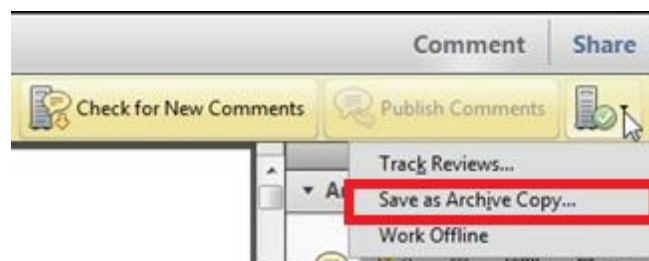 Comment Share
Check for New Comments Publish Comments
Track Reviews...
Save as Archive Copy...
Work Offline